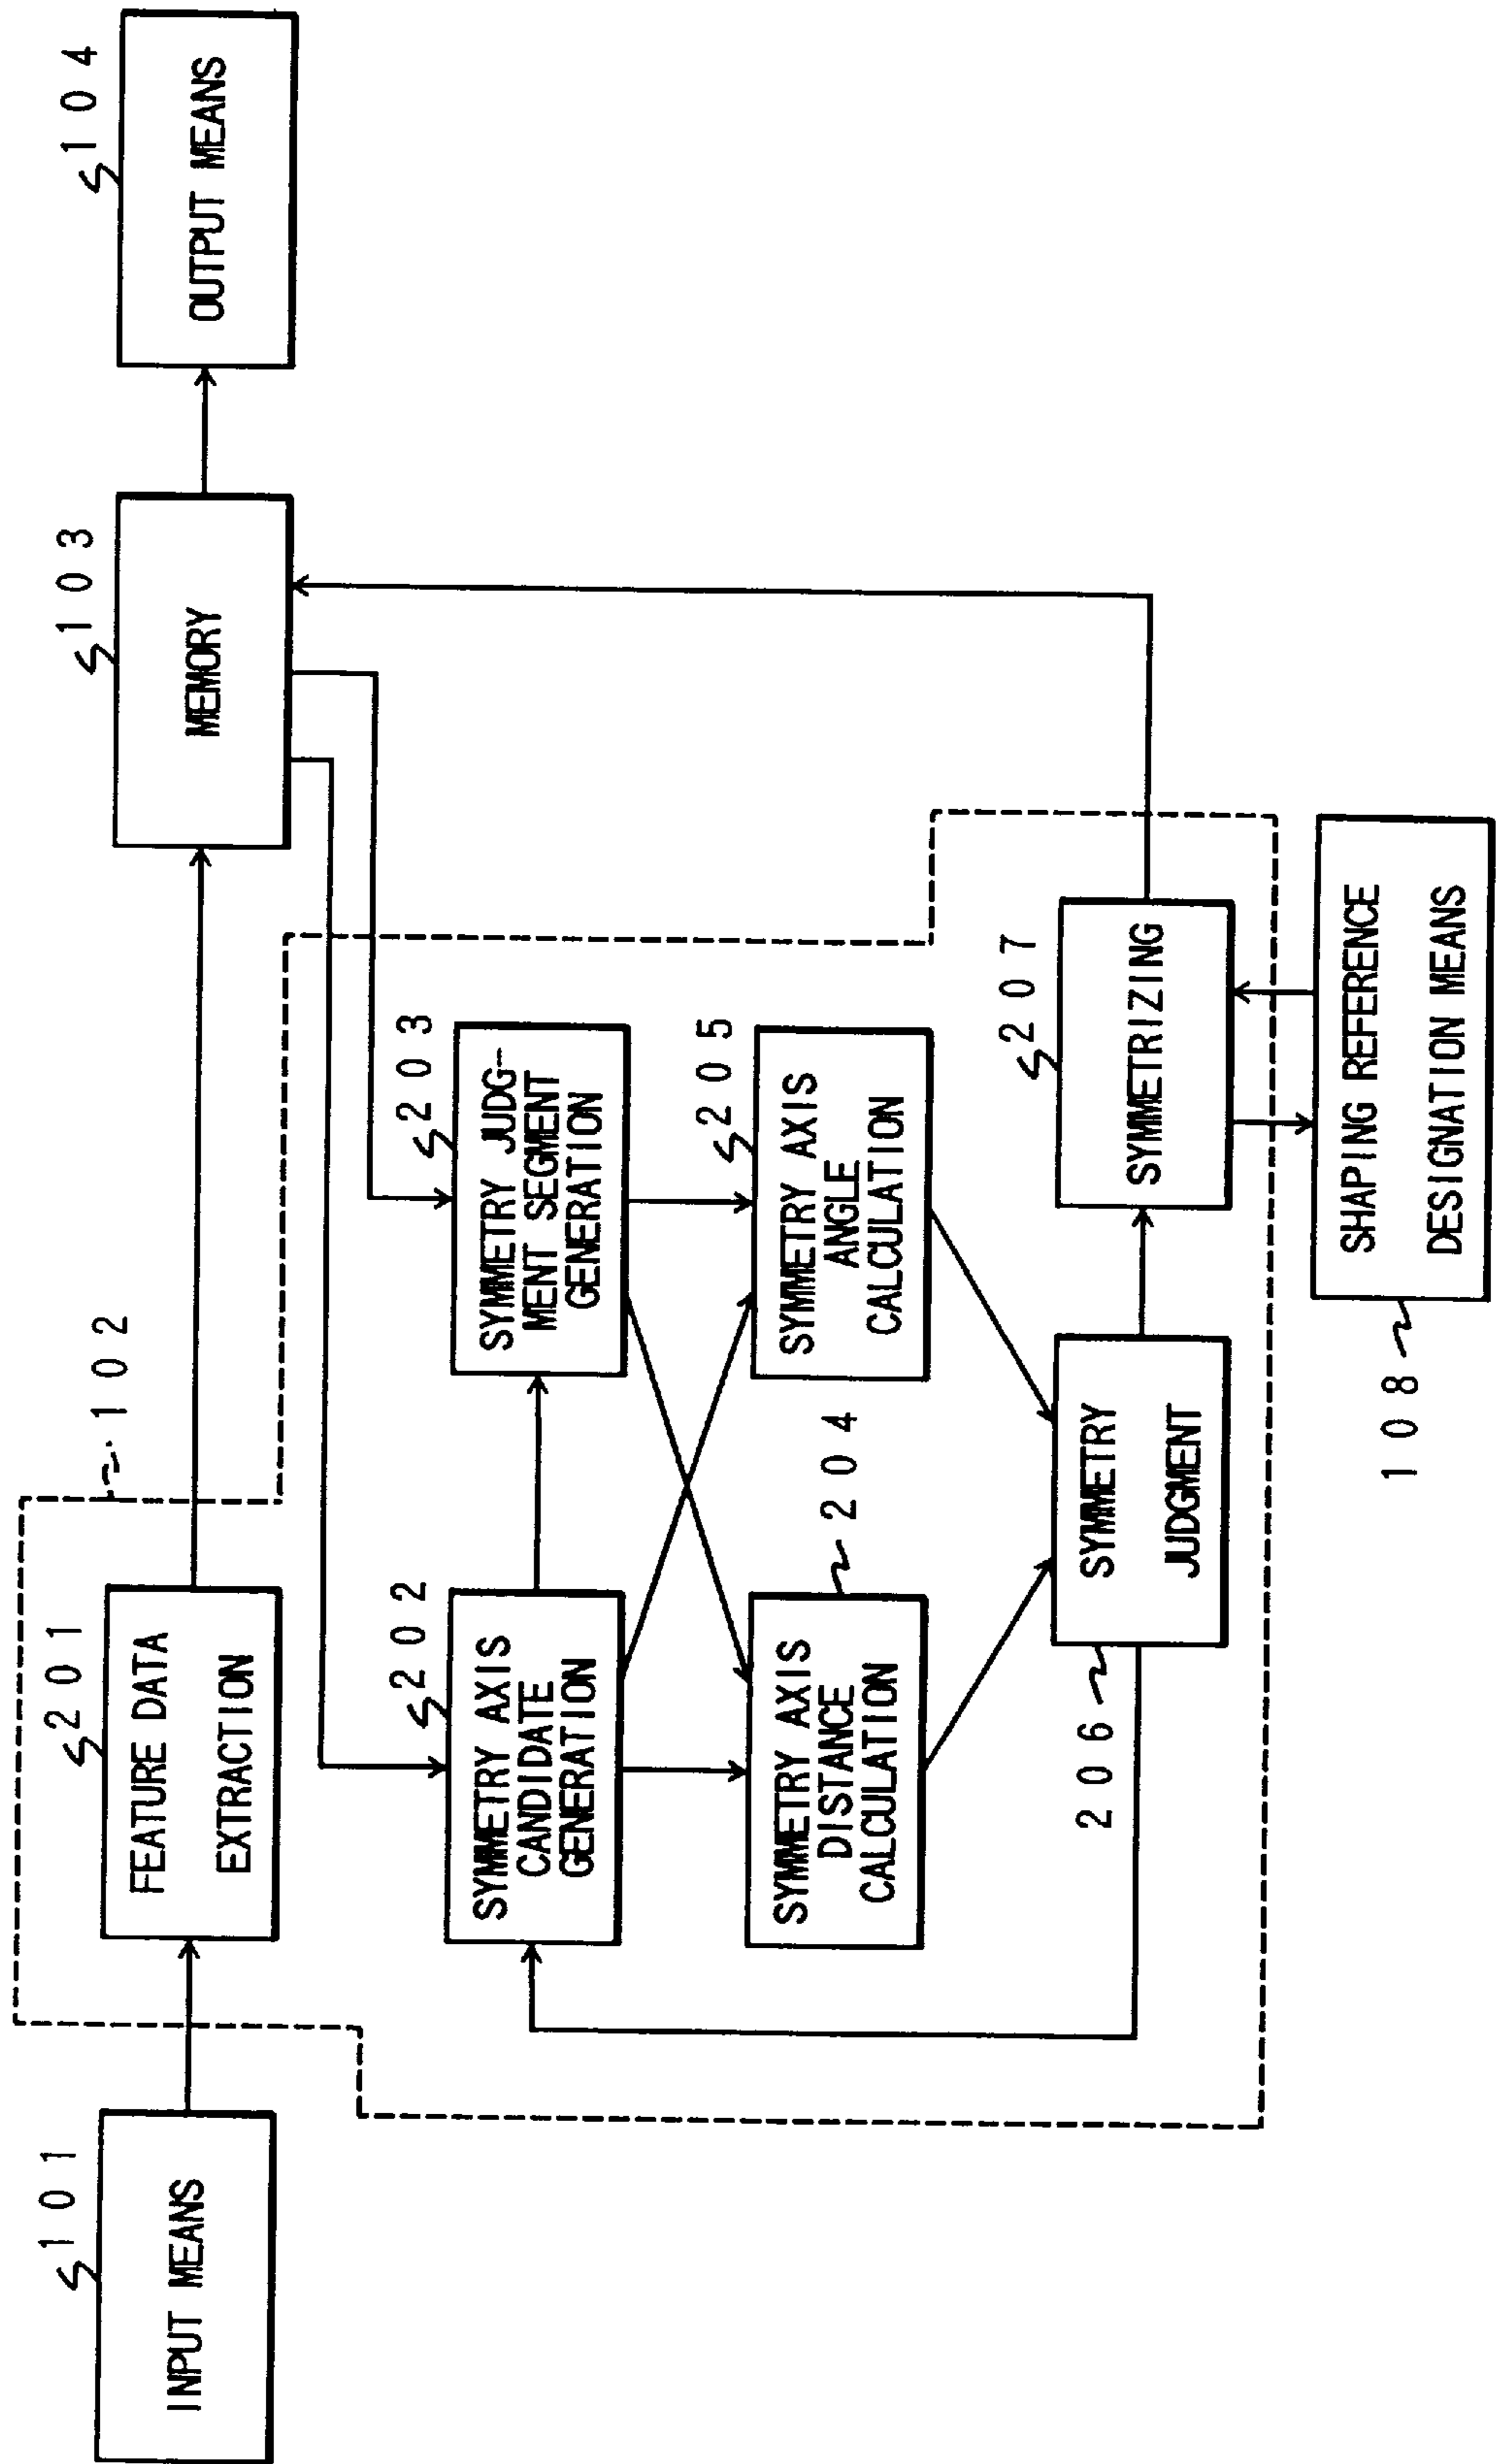 101
INPUT MEANS
201
FEATURE DATA
EXTRACTION
102
103
MEMORY
104
OUTPUT MEANS
202
SYMMETRY AXIS
CANDIDATE
GENERATION
203
SYMMETRY JUDG-
MENT SEGMENT
GENERATION
SYMMETRY AXIS
DISTANCE
CALCULATION
204
205
SYMMETRY AXIS
ANGLE
CALCULATION
206
SYMMETRY
JUDGMENT
207
SYMMETRIZING
108
SHAPING REFERENCE
DESIGNATION MEANS